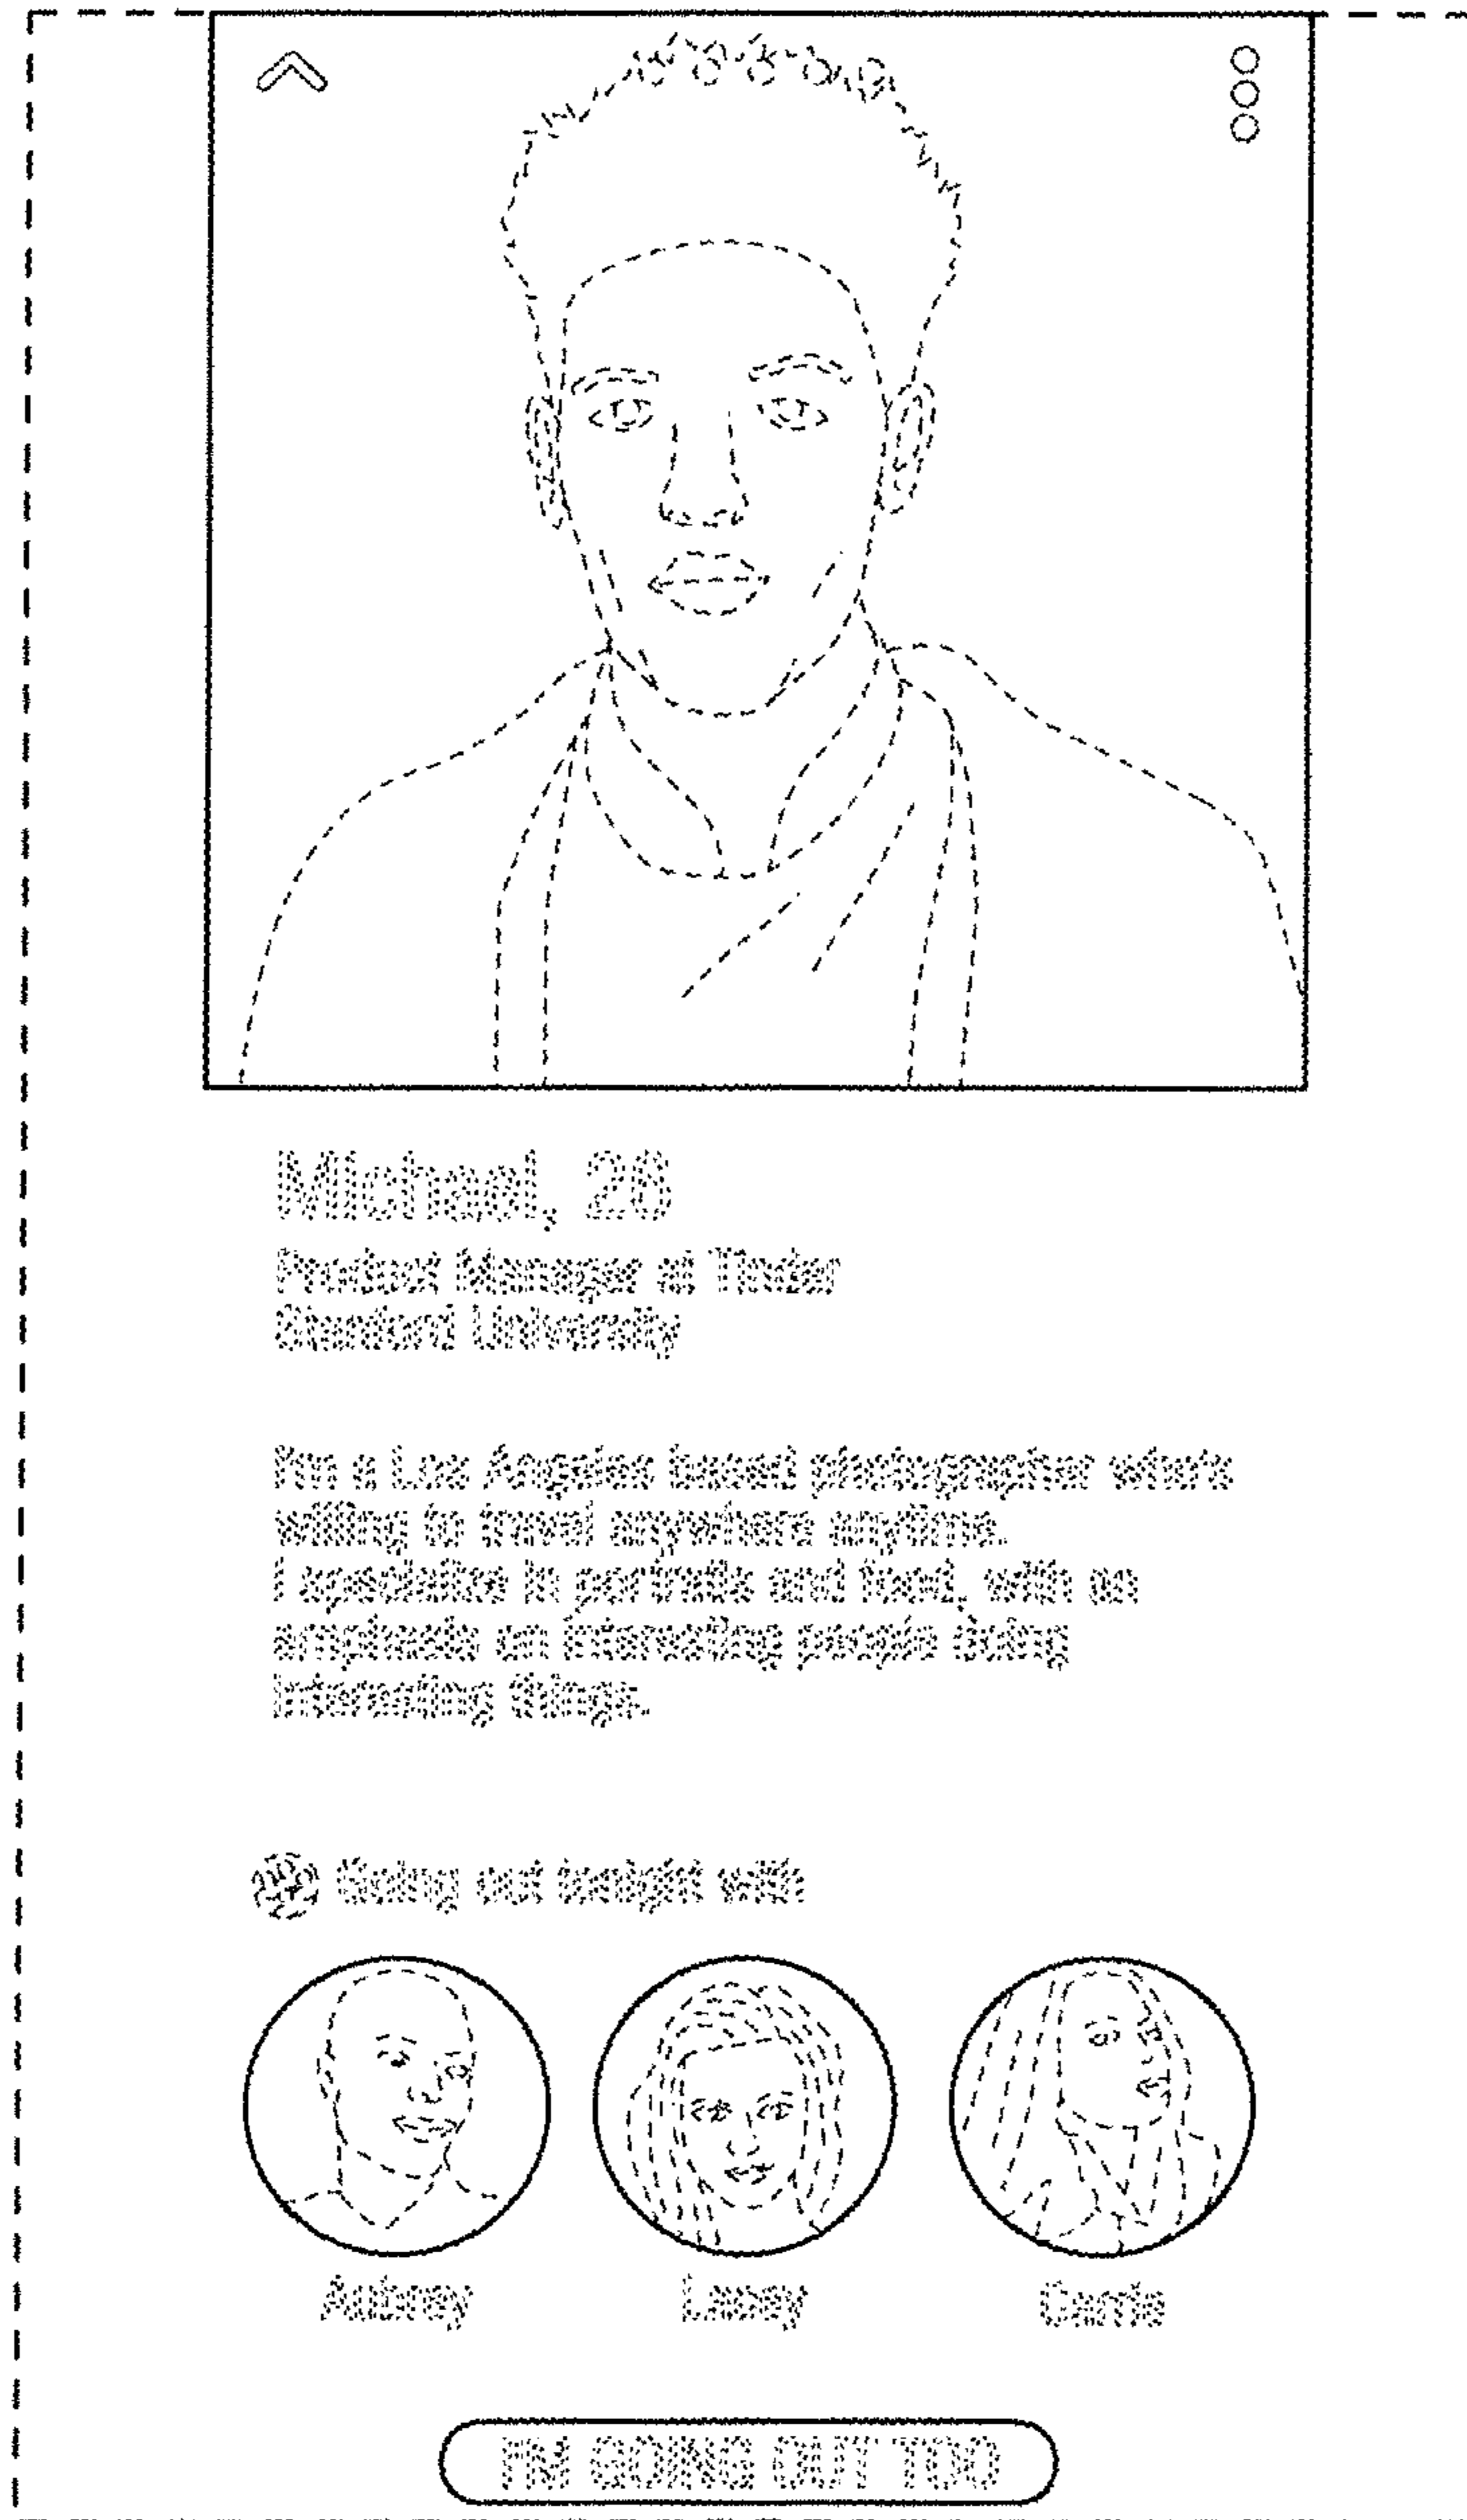 Michael, 26
Product Manager at Tinder
Stanford University
I'm a Los Angeles based photographer who's
willing to travel anywhere anytime.
I specialize in portraits and food, with an
emphasis on interesting people doing
interesting things.
Going out tonight with
Aubrey
Lacey
Carrie
I'M GOING OUT TOO